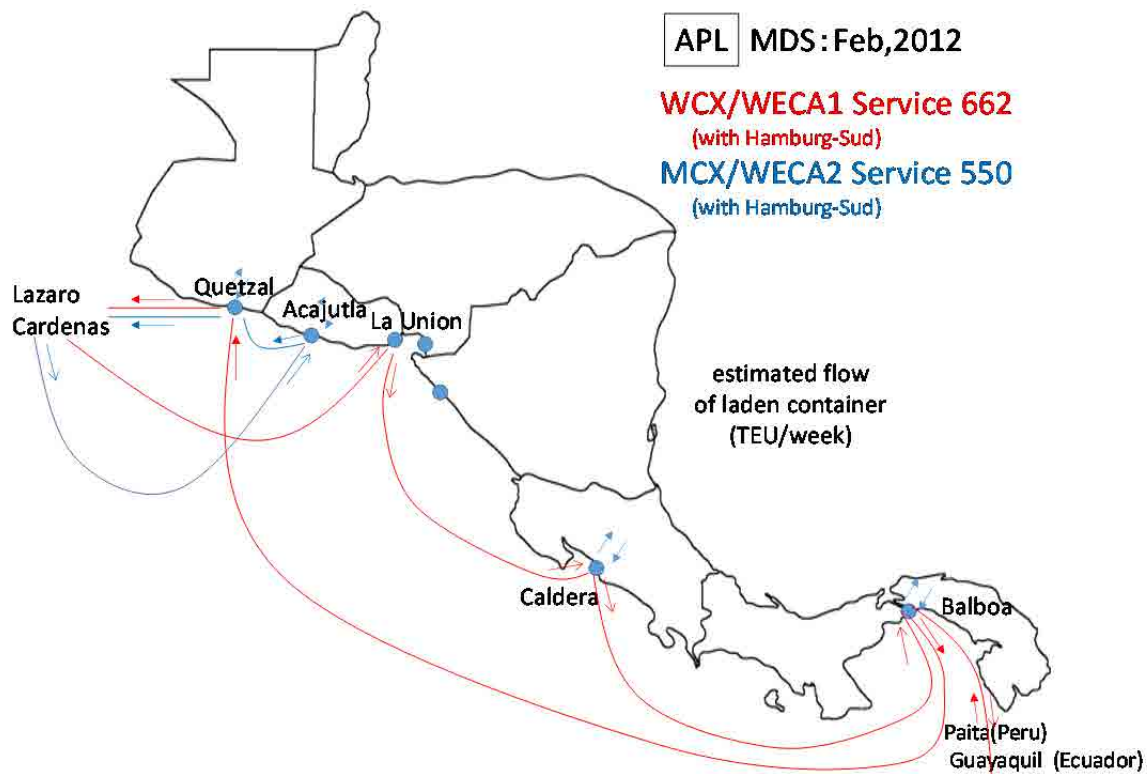 APL MDS : Feb,2012
WCX/WECA1 Service 662
(with Hamburg-Sud)
MCX/WECA2 Service 550
(with Hamburg-Sud)
Quetzal
Lazaro
Cardenas
Acajutla
La Union
estimated flow
of laden container
(TEU/week)
Caldera
Balboa
Paita(Peru)
Guayaquil (Ecuador)